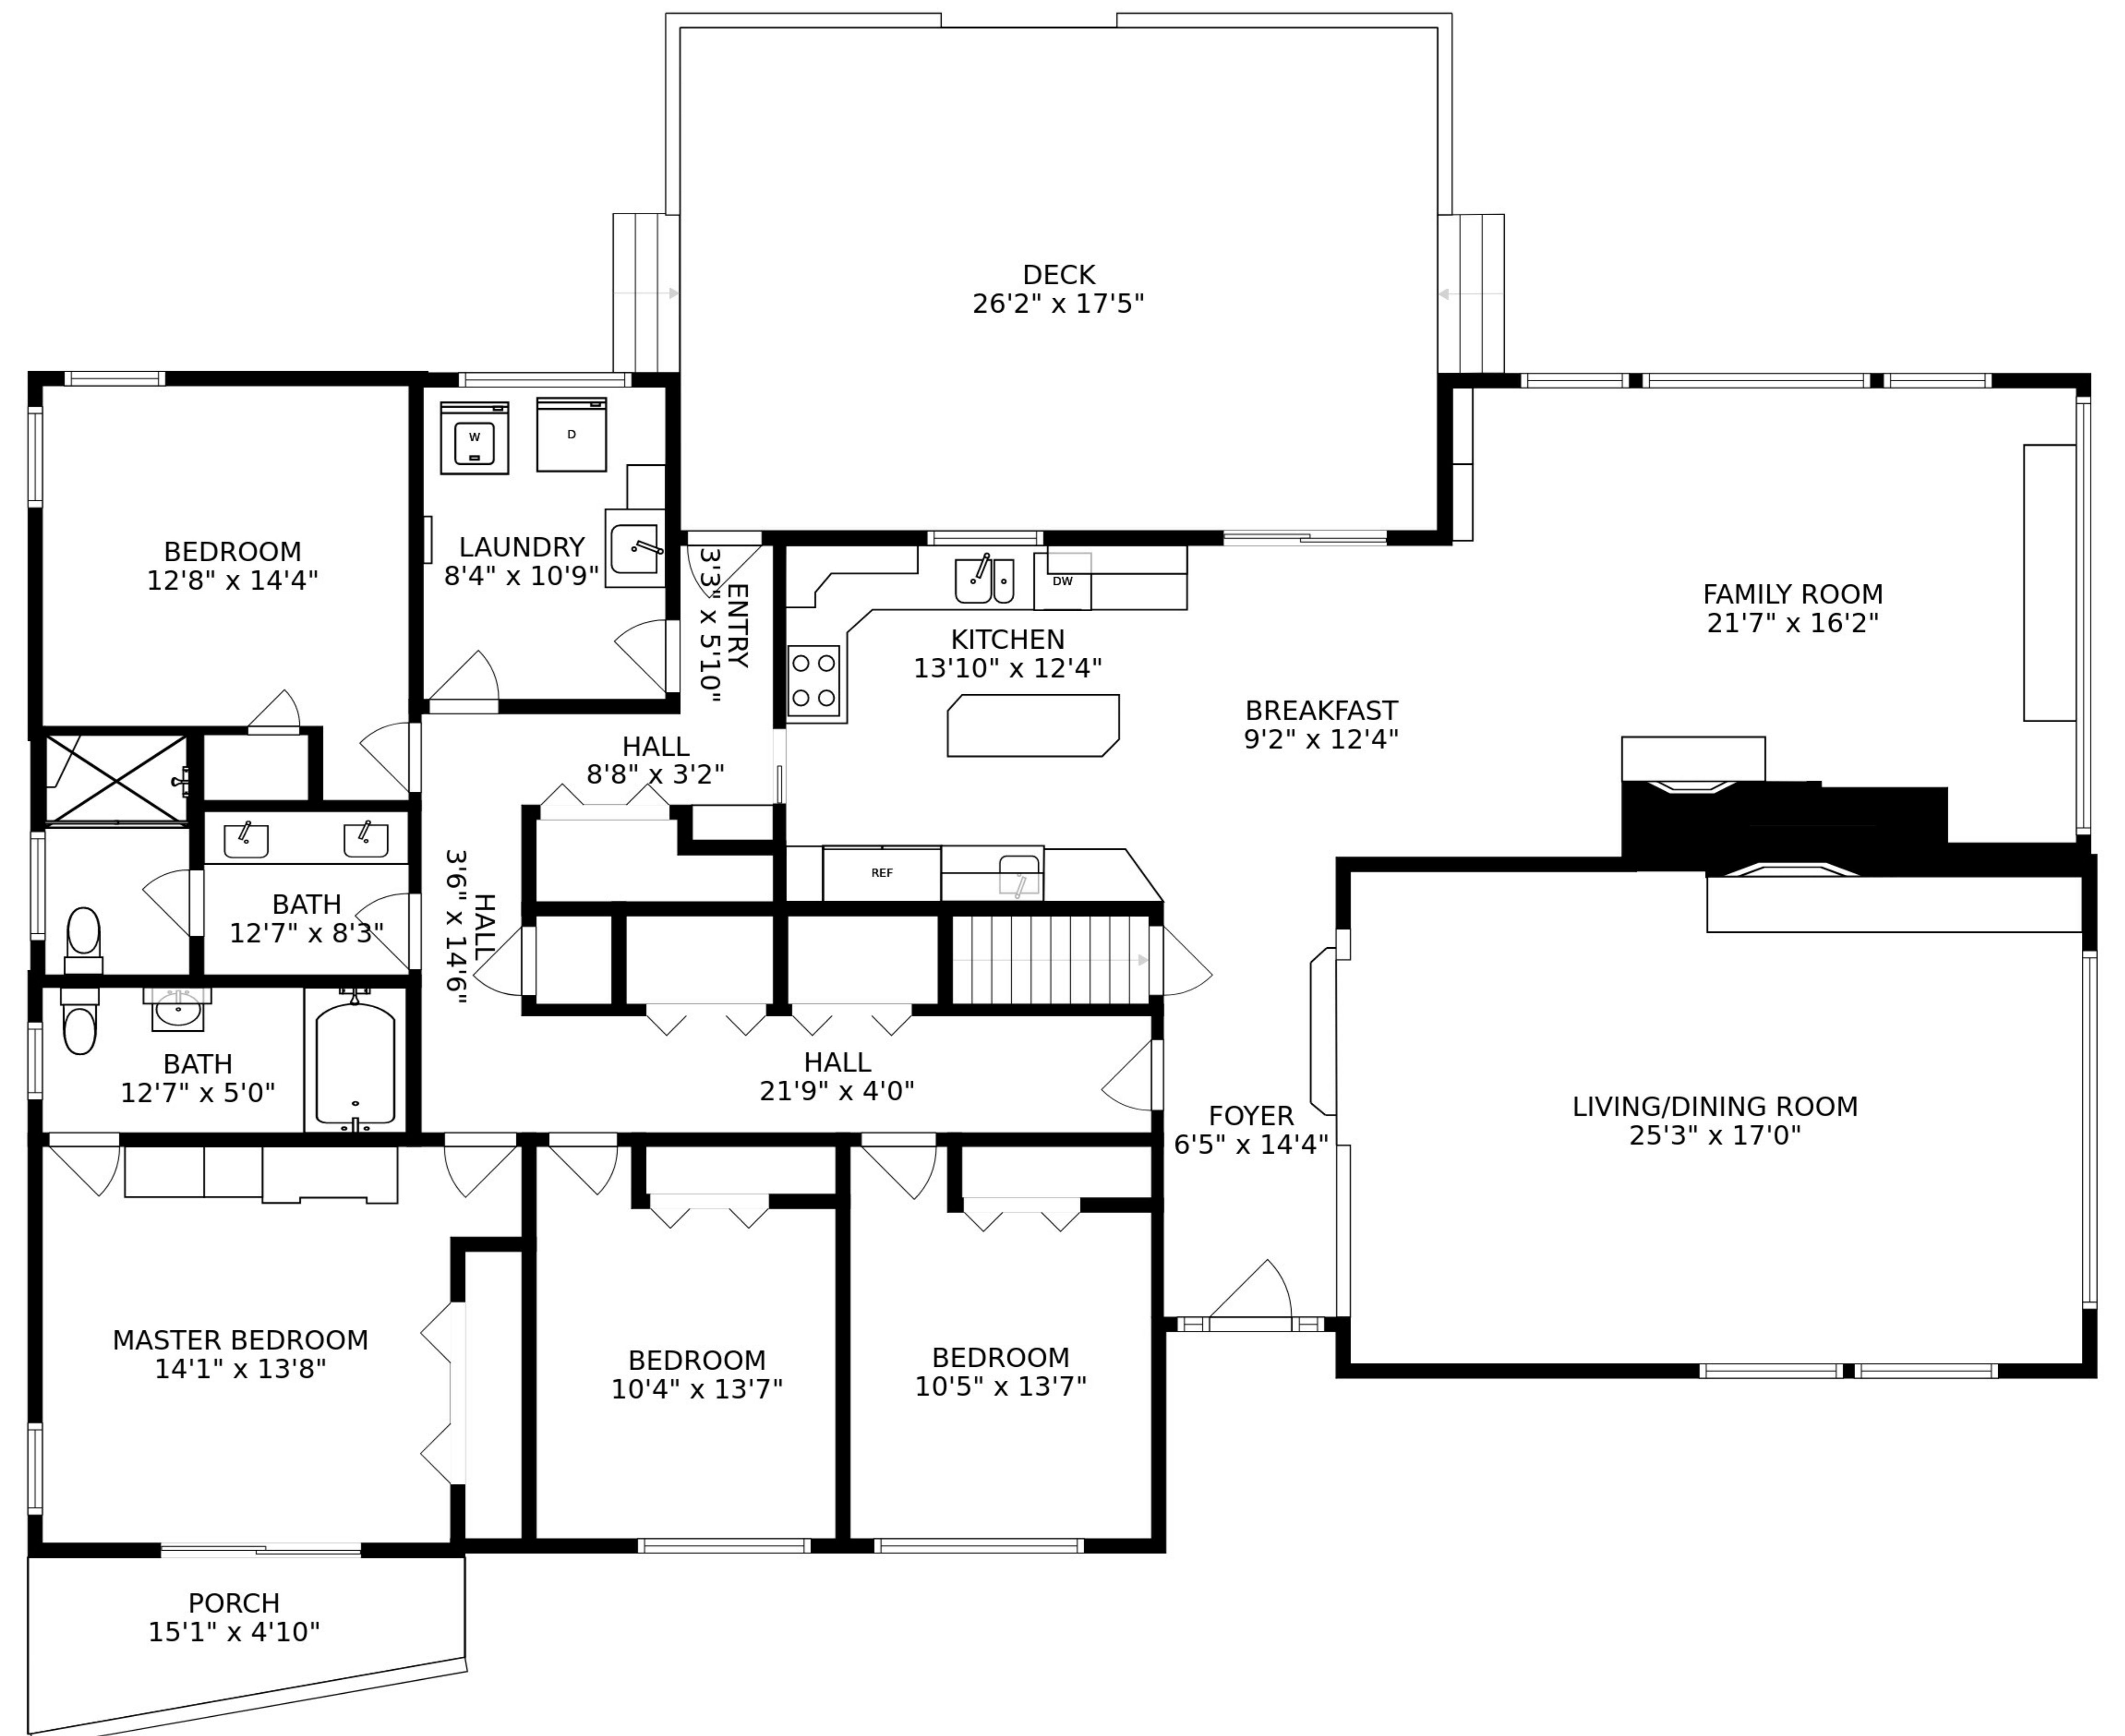 DECK
26'2" x 17'5"
BEDROOM
12'8" x 14'4"
W
D
LAUNDRY
8'4" x 10'9"
ENTRY
3'3" x 5'10"
DW
KITCHEN
13'10" x 12'4"
FAMILY ROOM
21'7" x 16'2"
BREAKFAST
9'2" x 12'4"
HALL
8'8" x 3'2"
REF
BATH
12'7" x 8'3"
HALL
3'6" x 14'6"
BATH
12'7" x 5'0"
HALL
21'9" x 4'0"
FOYER
6'5" x 14'4"
LIVING/DINING ROOM
25'3" x 17'0"
MASTER BEDROOM
14'1" x 13'8"
BEDROOM
10'4" x 13'7"
BEDROOM
10'5" x 13'7"
PORCH
15'1" x 4'10"